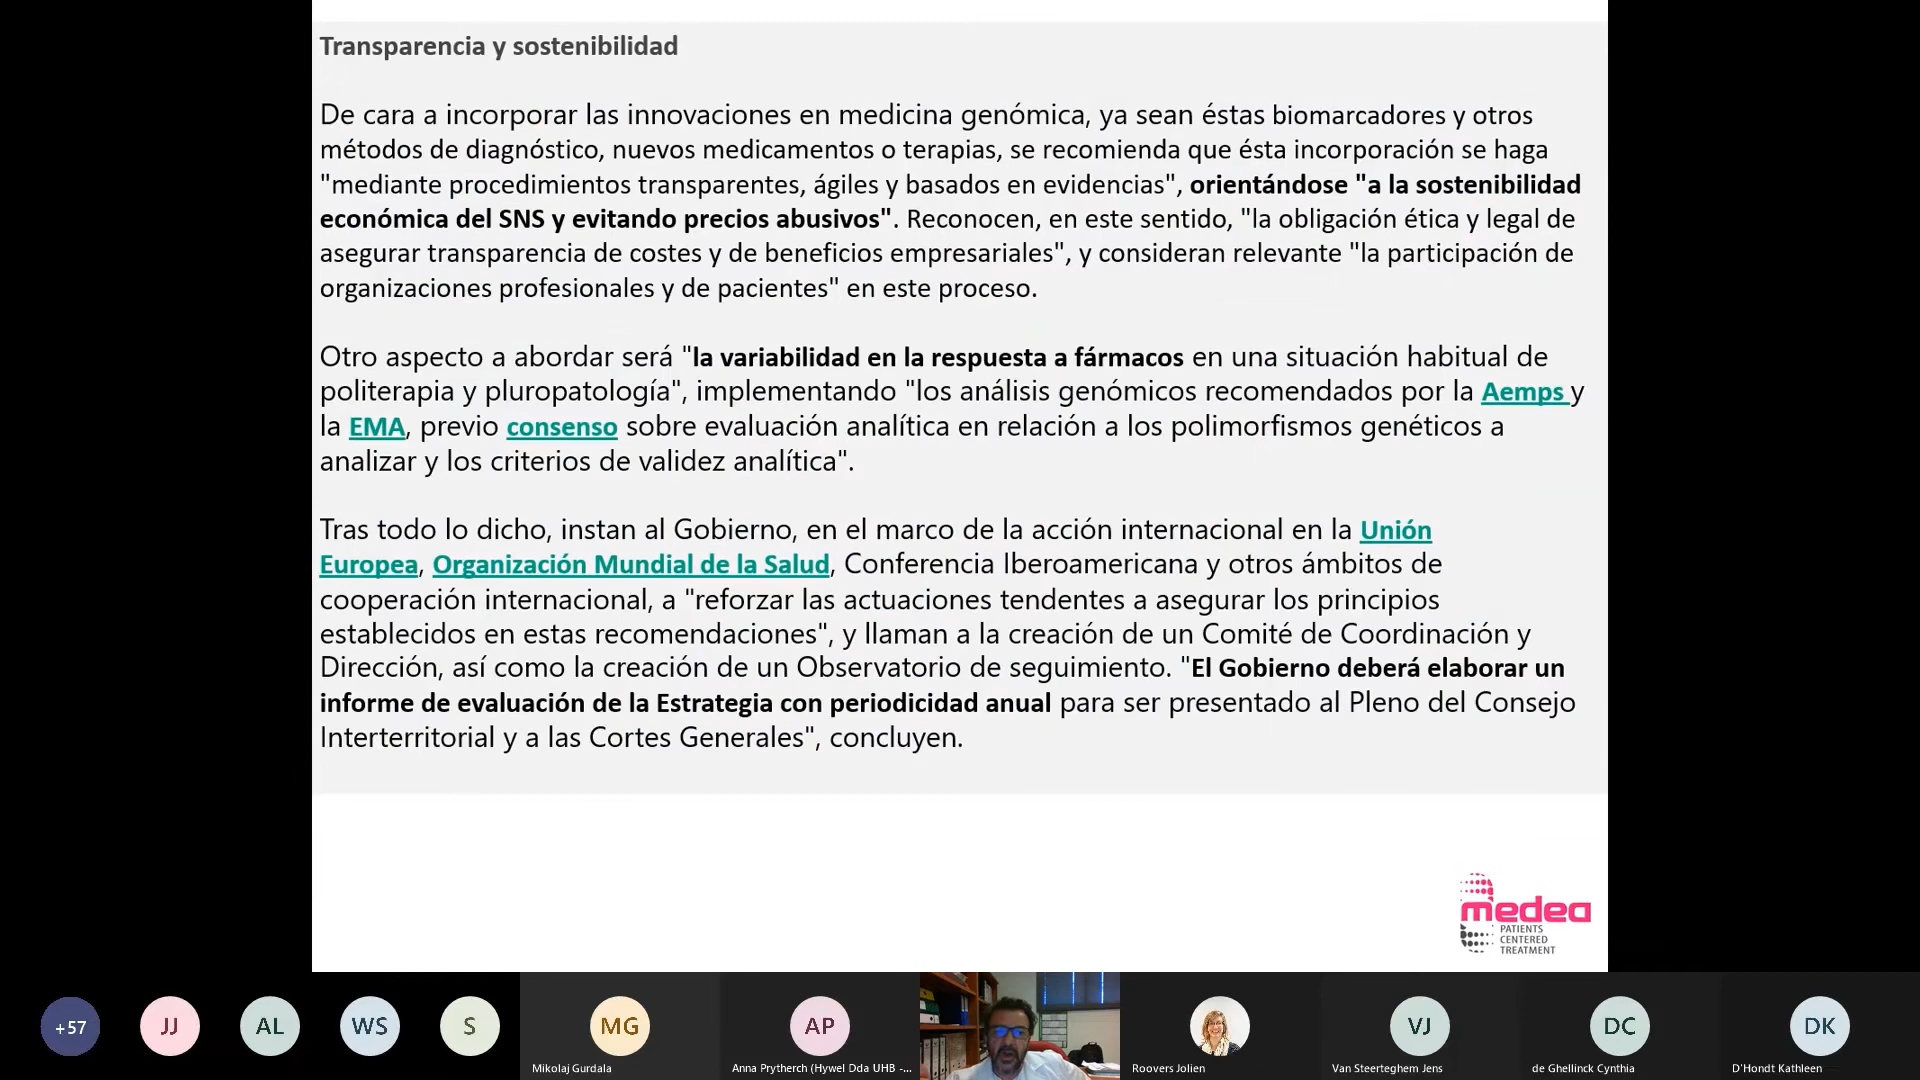 Transparencia y sostenibilidad
De cara a incorporar las innovaciones en medicina genómica, ya sean éstas biomarcadores y otros
métodos de diagnóstico, nuevos medicamentos o terapias, se recomienda que ésta incorporación se haga
"mediante procedimientos transparentes, ágiles y basados en evidencias", orientándose "a la sostenibilidad
económica del SNS y evitando precios abusivos". Reconocen, en este sentido, "la obligación ética y legal de
asegurar transparencia de costes y de beneficios empresariales", y consideran relevante "la participación de
organizaciones profesionales y de pacientes" en este proceso.
Otro aspecto a abordar será "la variabilidad en la respuesta a fármacos en una situación habitual de
politerapia y pluropatología", implementando "los análisis genómicos recomendados por la Aemps y
la EMA, previo consenso sobre evaluación analítica en relación a los polimorfismos genéticos a
analizar y los criterios de validez analítica".
Tras todo lo dicho, instan al Gobierno, en el marco de la acción internacional en la Unión
Europea, Organización Mundial de la Salud, Conferencia Iberoamericana y otros ámbitos de
cooperación internacional, a "reforzar las actuaciones tendentes a asegurar los principios
establecidos en estas recomendaciones", y llaman a la creación de un Comité de Coordinación y
Dirección, así como la creación de un Observatorio de seguimiento. "El Gobierno deberá elaborar un
informe de evaluación de la Estrategia con periodicidad anual para ser presentado al Pleno del Consejo
Interterritorial y a las Cortes Generales", concluyen.
medea
PATIENTS
CENTERED
TREATMENT
+57
JJ
AL
WS
S
MG
AP
VJ
DC
DK
Mikolaj Gurdala
Anna Prytherch (Hywel Dda UHB -...
Roovers Jolien
Van Steerteghem Jens
de Ghellinck Cynthia
D'Hondt Kathleen